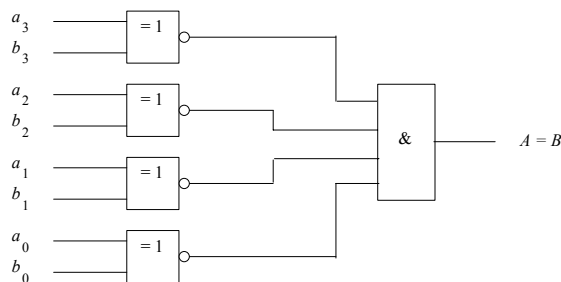 a3
= 1
b3
a2
= 1
b2
&
A = B
a1
= 1
b1
a0
= 1
b0